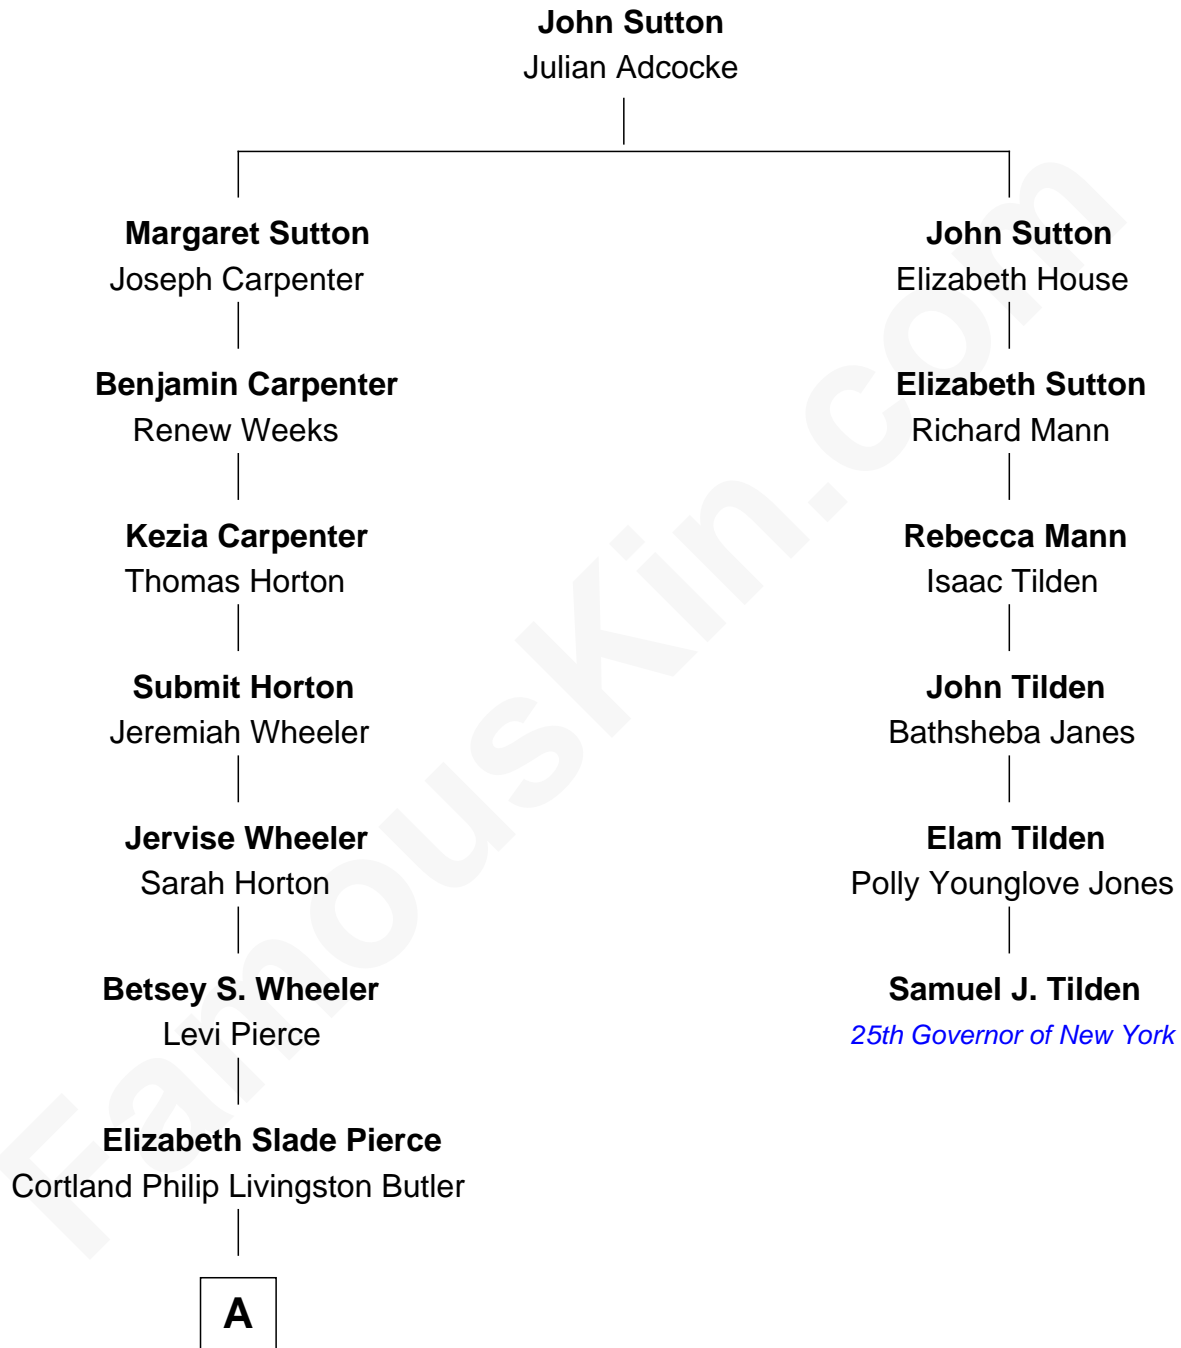 John Sutton
Julian Adcocke
Margaret Sutton
Joseph Carpenter
John Sutton
Elizabeth House
Benjamin Carpenter
Renew Weeks
Elizabeth Sutton
Richard Mann
Kezia Carpenter
Thomas Horton
Rebecca Mann
Isaac Tilden
Submit Horton
Jeremiah Wheeler
John Tilden
Bathsheba Janes
Jervise Wheeler
Sarah Horton
Elam Tilden
Polly Younglove Jones
Betsey S. Wheeler
Levi Pierce
Samuel J. Tilden
25th Governor of New York
Elizabeth Slade Pierce
Cortland Philip Livingston Butler
A
FamousKin.com